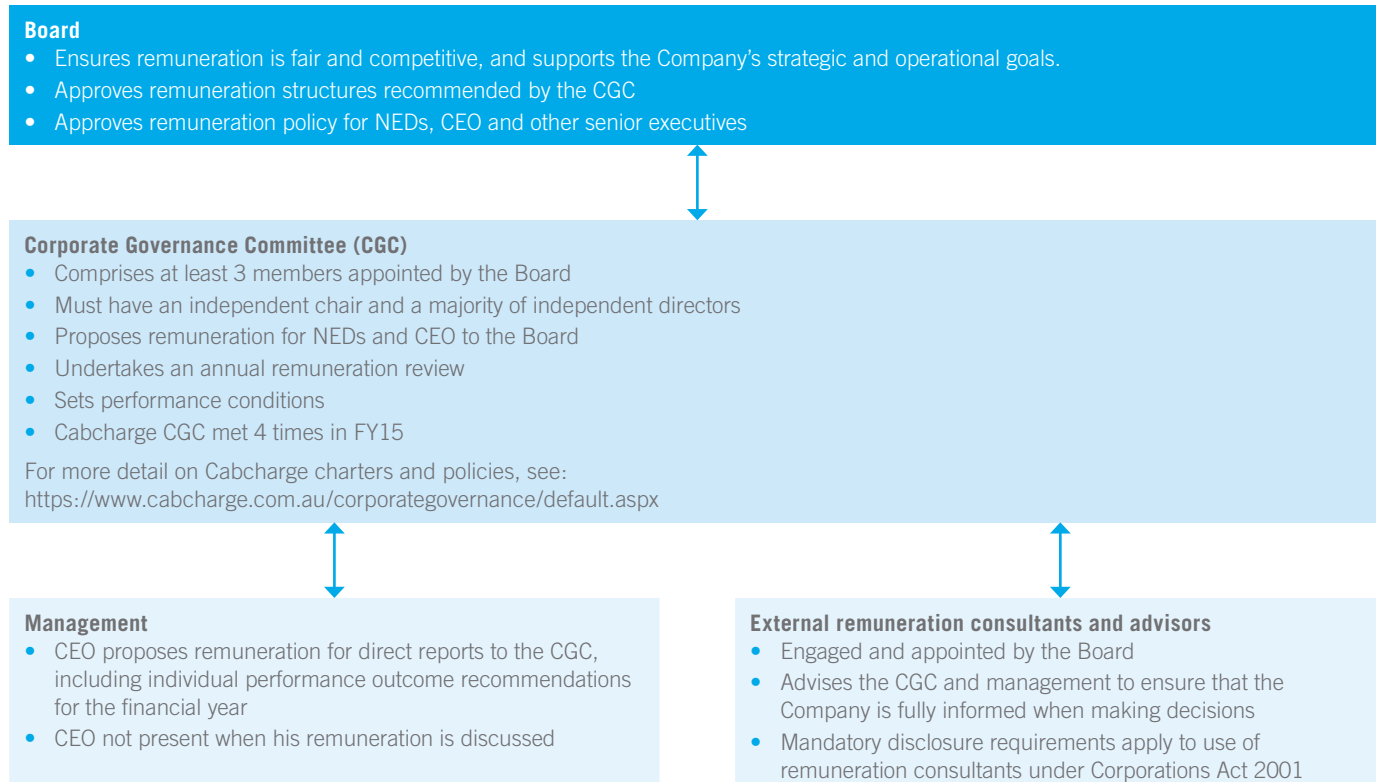 Board
• Ensures remuneration is fair and competitive, and supports the Company’s strategic and operational goals.
• Approves remuneration structures recommended by the CGC
• Approves remuneration policy for NEDs, CEO and other senior executives
Corporate Governance Committee (CGC)
• Comprises at least 3 members appointed by the Board
• Must have an independent chair and a majority of independent directors
• Proposes remuneration for NEDs and CEO to the Board
• Undertakes an annual remuneration review
• Sets performance conditions
• Cabcharge CGC met 4 times in FY15
For more detail on Cabcharge charters and policies, see:
https://www.cabcharge.com.au/corporategovernance/default.aspx
Management
• CEO proposes remuneration for direct reports to the CGC,
including individual performance outcome recommendations
for the financial year
• CEO not present when his remuneration is discussed
External remuneration consultants and advisors
• Engaged and appointed by the Board
• Advises the CGC and management to ensure that the
Company is fully informed when making decisions
• Mandatory disclosure requirements apply to use of
remuneration consultants under Corporations Act 2001